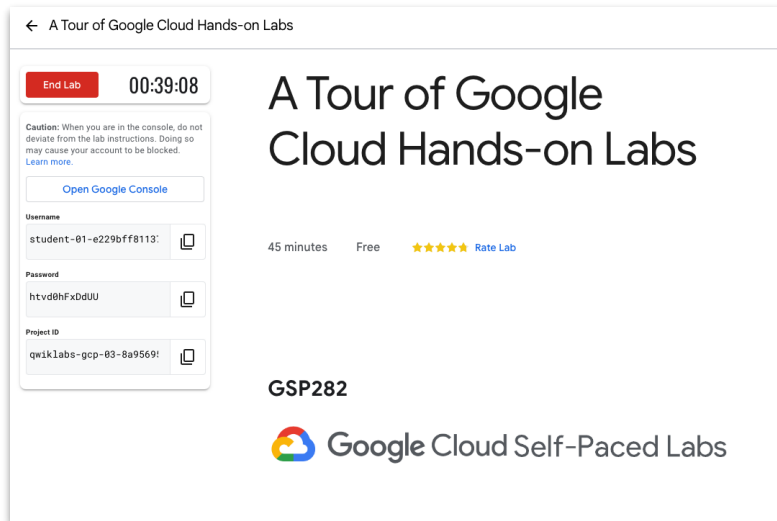 ← A Tour of Google Cloud Hands-on Labs
End Lab
00:39:08
Caution: When you are in the console, do not
deviate from the lab instructions. Doing so
may cause your account to be blocked.
Learn more.
Open Google Console
Username
student-01-e229bff8113
Password
htvd0hFxDdUU
Project ID
qwiklabs-gcp-03-8a9569
A Tour of Google
Cloud Hands-on Labs
45 minutes Free Rate Lab
GSP282
Google Cloud Self-Paced Labs